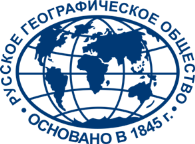 • РУССКОЕ ГЕОГРАФИЧЕСКОЕ ОБЩЕСТВО •
ОСНОВАНО В 1845 г.